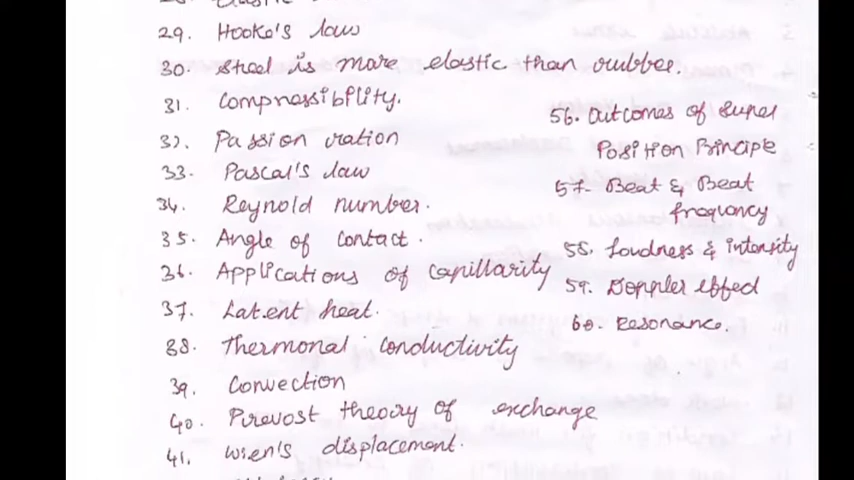 29. Hooke's law
30. Steel is more elastic than rubber.
31. Compressibility.
32. Passion ration
33. Pascal's law
34. Reynold number.
35. Angle of contact.
36. Applications of capillarity
37. Latent heat.
38. Thermonal conductivity
39. Convection
40. Prevost theory of exchange
41. Wien's displacement.
56. Outcomes of Super
Position Principle
57. Beat & Beat
frequency
58. Loudness & intensity
59. Doppler effed
60. Resonance.